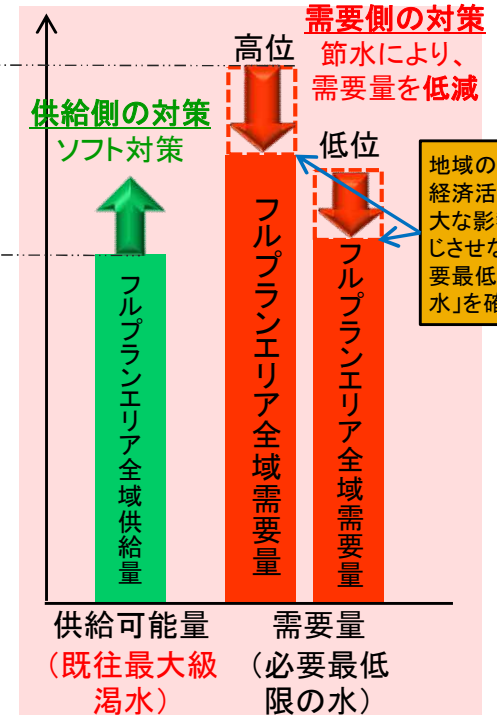 需要側の対策
節水により、
需要量を低減
高位
供給側の対策
ソフト対策
低位
地域の
経済活
大な影
じさせな
要最低
水」を確
フルプランエリア全域供給量
フルプランエリア全域需要量
フルプランエリア全域需要量
供給可能量
（既往最大級
渇水）
需要量
（必要最低
限の水）